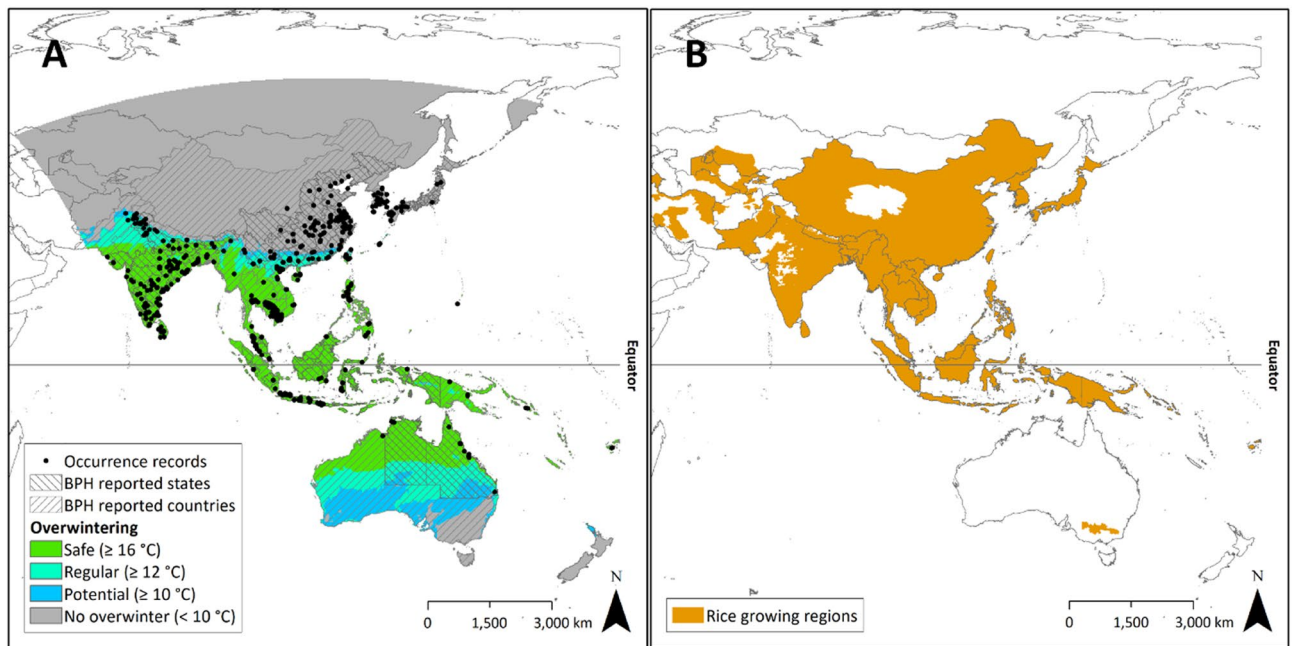 A
Equator
Occurrence records
BPH reported states
BPH reported countries
Overwintering
Safe (≥ 16 °C)
Regular (≥ 12 °C)
Potential (≥ 10 °C)
No overwinter (< 10 °C)
N
0 1,500 3,000 km
B
Equator
Rice growing regions
N
0 1,500 3,000 km